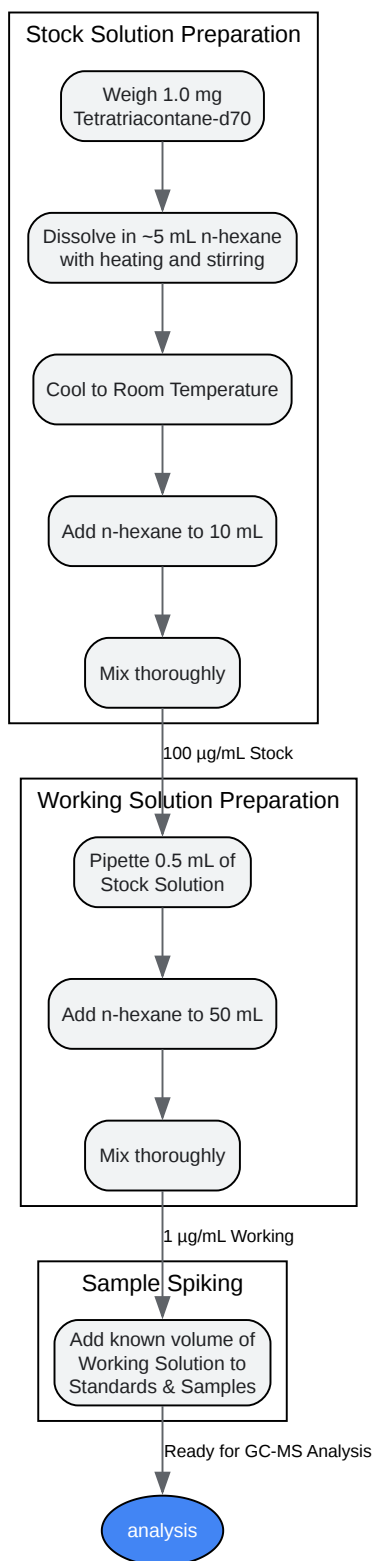 Stock Solution Preparation
Weigh 1.0 mg
Tetratriacontane-d70
Dissolve in ~5 mL n-hexane
with heating and stirring
Cool to Room Temperature
Add n-hexane to 10 mL
Mix thoroughly
100 µg/mL Stock
Working Solution Preparation
Pipette 0.5 mL of
Stock Solution
Add n-hexane to 50 mL
Mix thoroughly
1 µg/mL Working
Sample Spiking
Add known volume of
Working Solution to
Standards & Samples
Ready for GC-MS Analysis
analysis